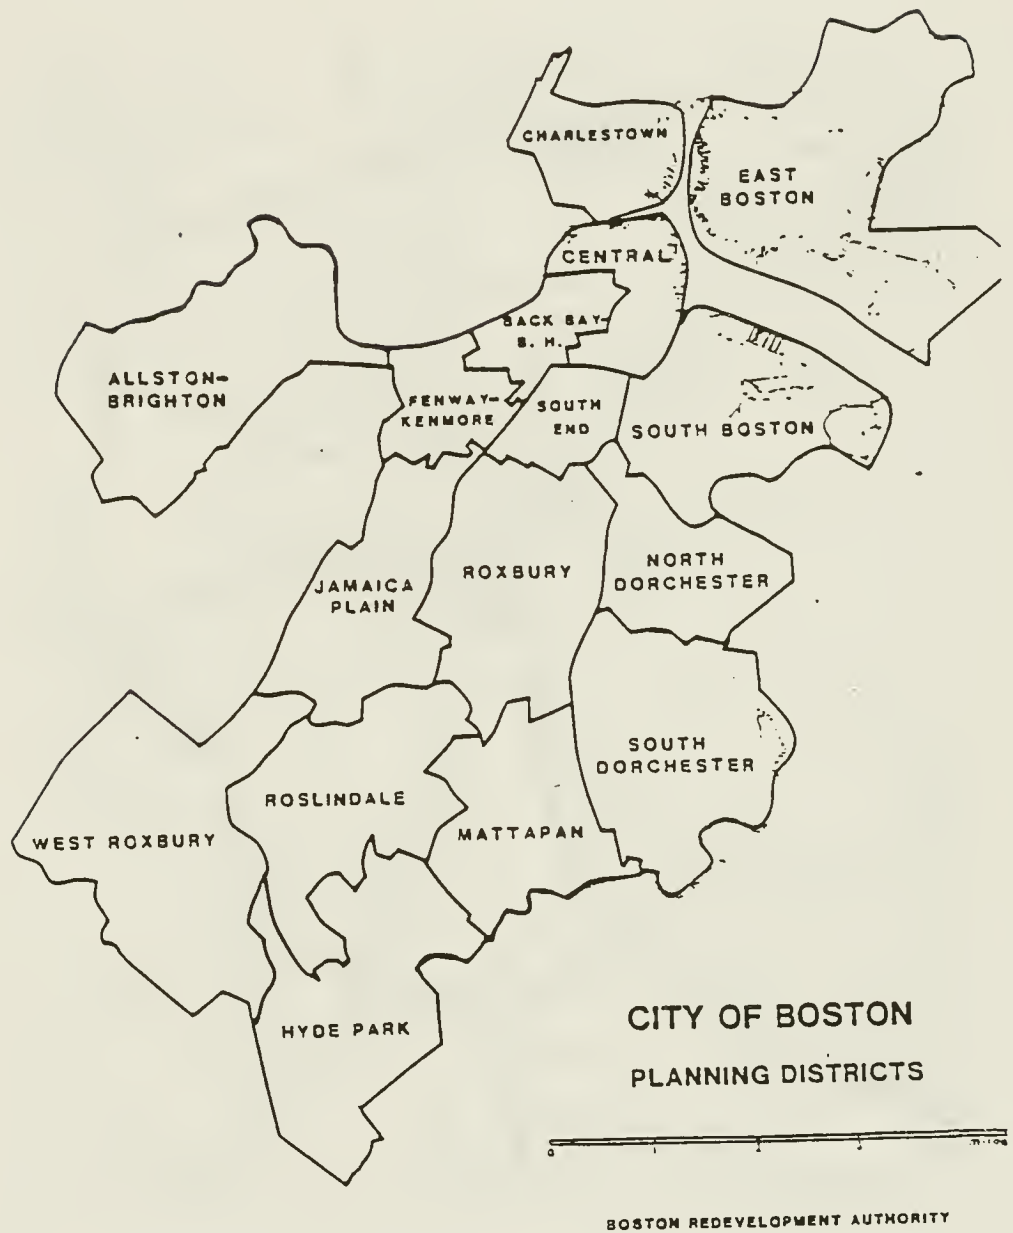 CHARLESTOWN
EAST
BOSTON
CENTRAL
BACK BAY-
B. H.
ALLSTON-
BRIGHTON
FENWAY-
KENMORE
SOUTH
END
SOUTH BOSTON
NORTH
DORCHESTER
ROXBURY
JAMAICA
PLAIN
SOUTH
DORCHESTER
ROSLINDALE
MATTAPAN
WEST ROXBURY
HYDE PARK
CITY OF BOSTON
PLANNING DISTRICTS
0 1 miles
BOSTON REDEVELOPMENT AUTHORITY